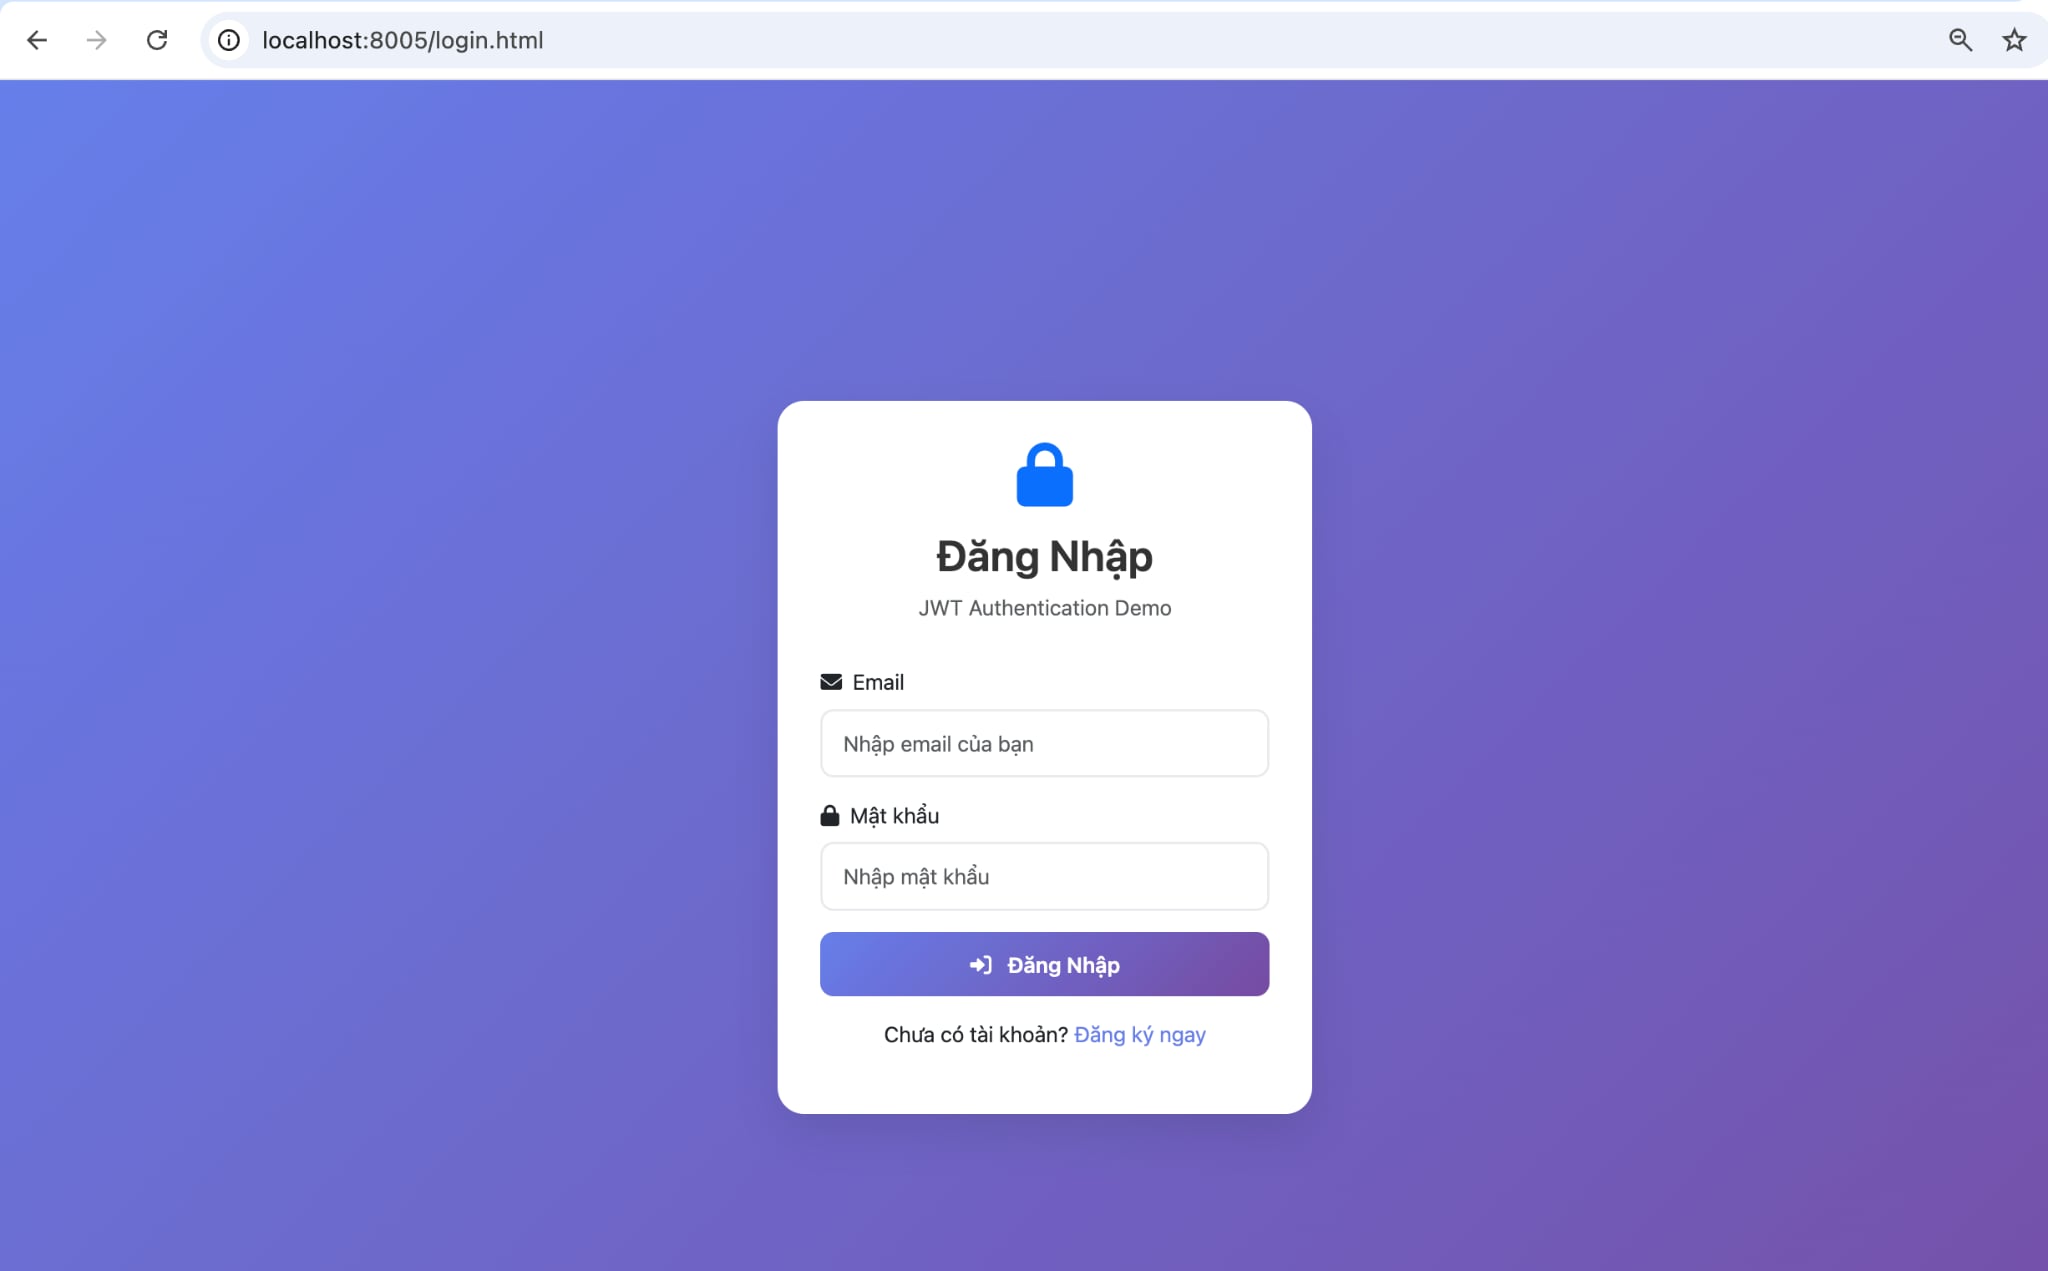 localhost:8005/login.html
Đăng Nhập
JWT Authentication Demo
Email
Nhập email của bạn
Mật khẩu
Nhập mật khẩu
Đăng Nhập
Chưa có tài khoản? Đăng ký ngay